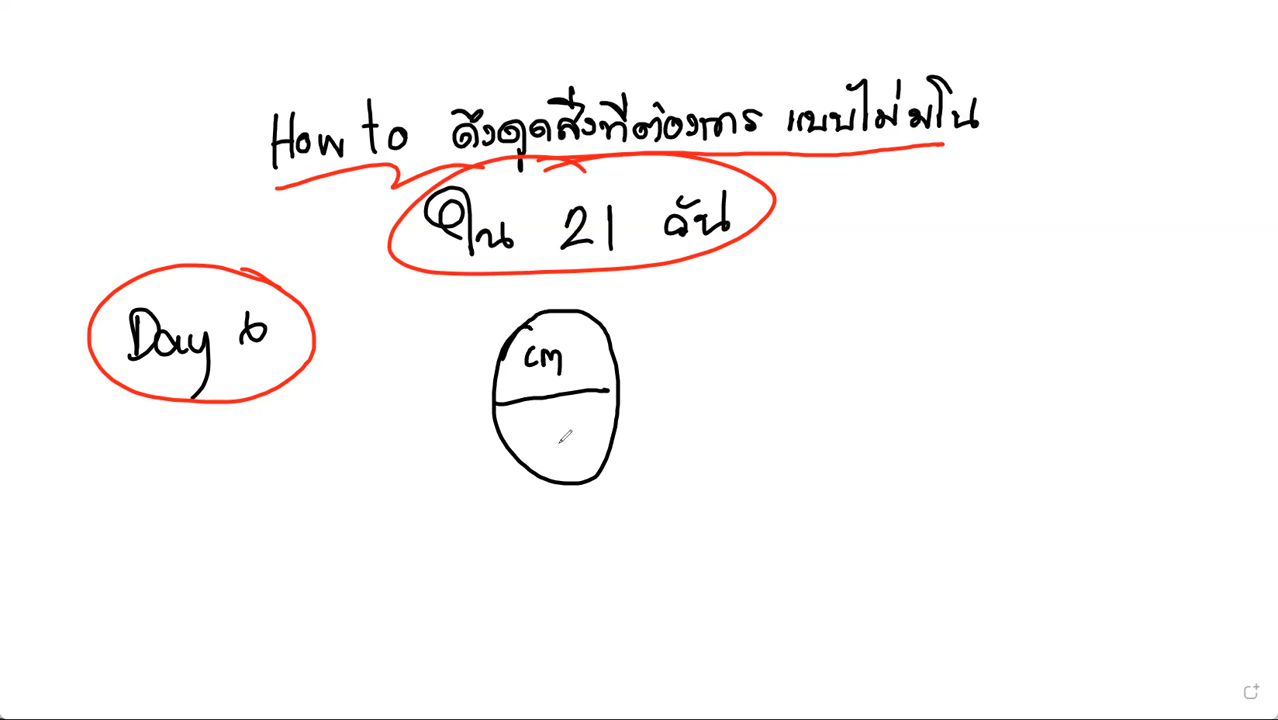 How to ดึงดูดสิ่งที่ต้องการ แบบไม่มโน
ใน 21 วัน
Day 6
CM